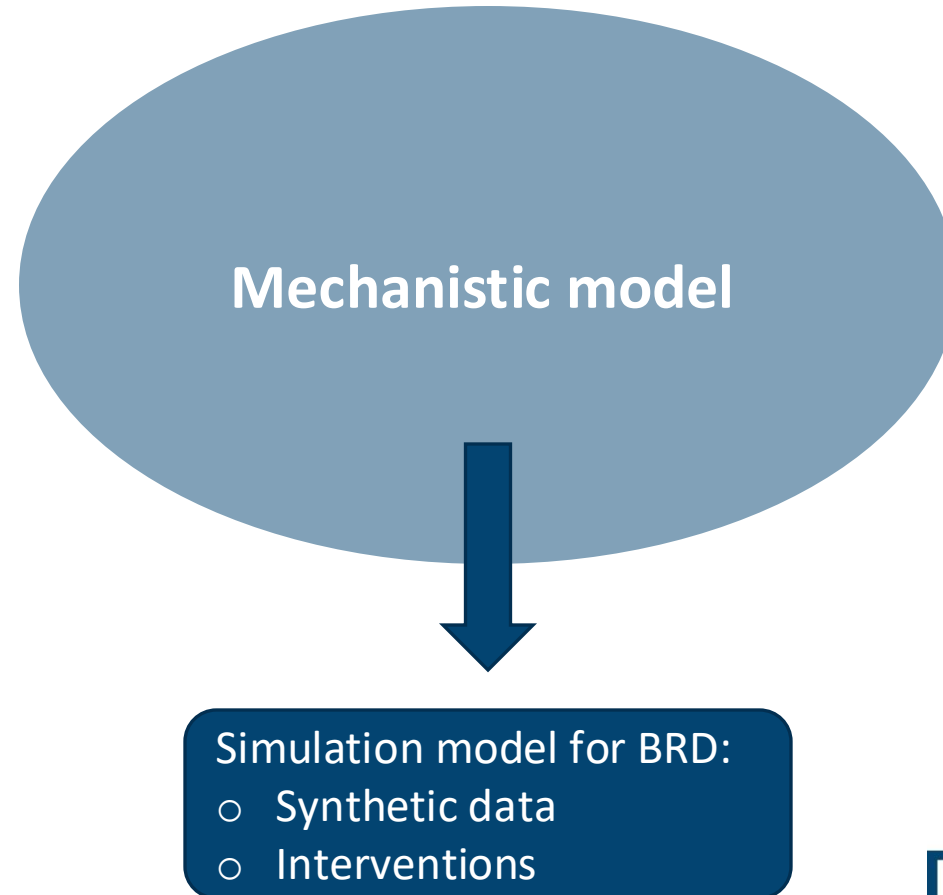 Mechanistic model
Simulation model for BRD:
○ Synthetic data
○ Interventions